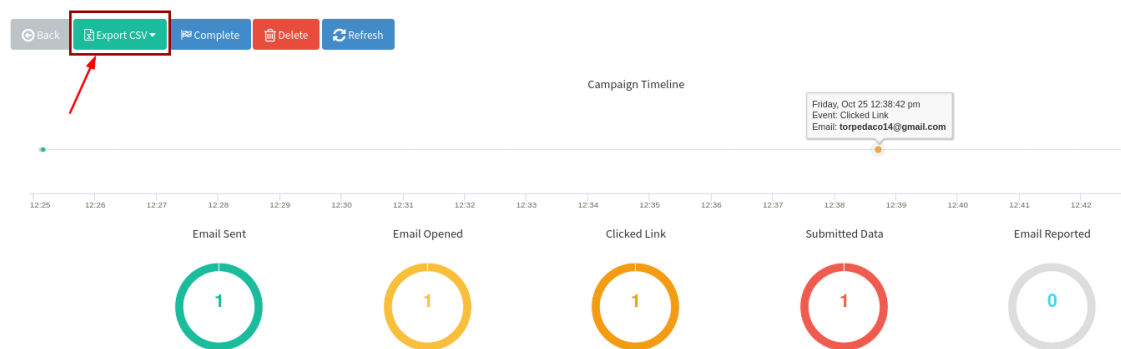 Back Export CSV Complete Delete Refresh
Campaign Timeline
Friday, Oct 25 12:38:42 pm
Event: Clicked Link
Email: torpedaco14@gmail.com
12:25 12:26 12:27 12:28 12:29 12:30 12:31 12:32 12:33 12:34 12:35 12:36 12:37 12:38 12:39 12:40 12:41 12:42
Email Sent Email Opened Clicked Link Submitted Data Email Reported
1 1 1 1 0